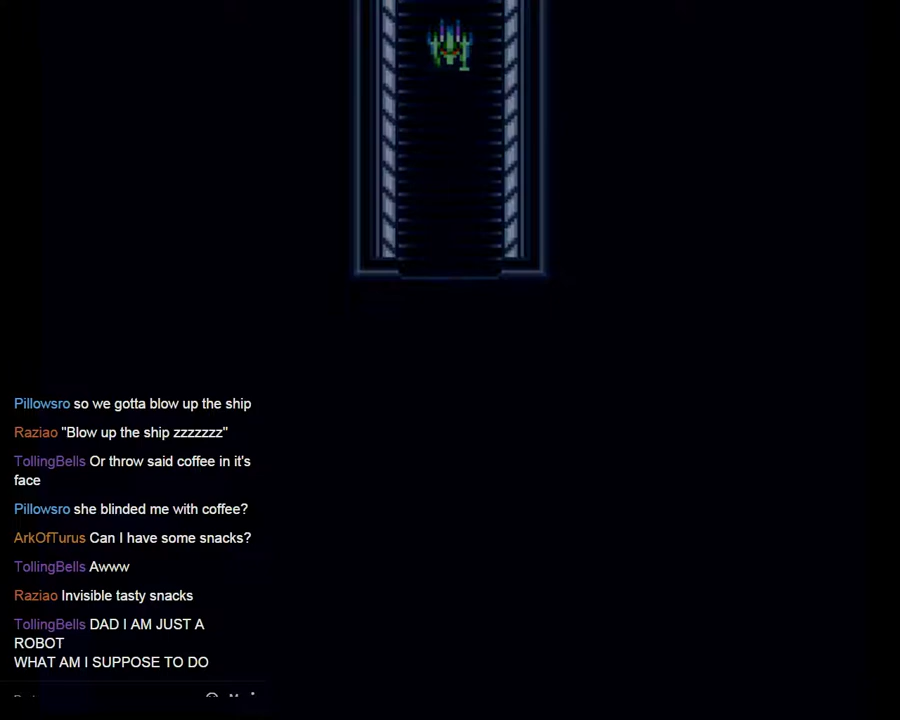 Pillowsro so we gotta blow up the ship
Raziao "Blow up the ship zzzzzzz"
TollingBells Or throw said coffee in it's
face
Pillowsro she blinded me with coffee?
ArkOfTurus Can I have some snacks?
TollingBells Awww
Raziao Invisible tasty snacks
TollingBells DAD I AM JUST A
ROBOT
WHAT AM I SUPPOSE TO DO